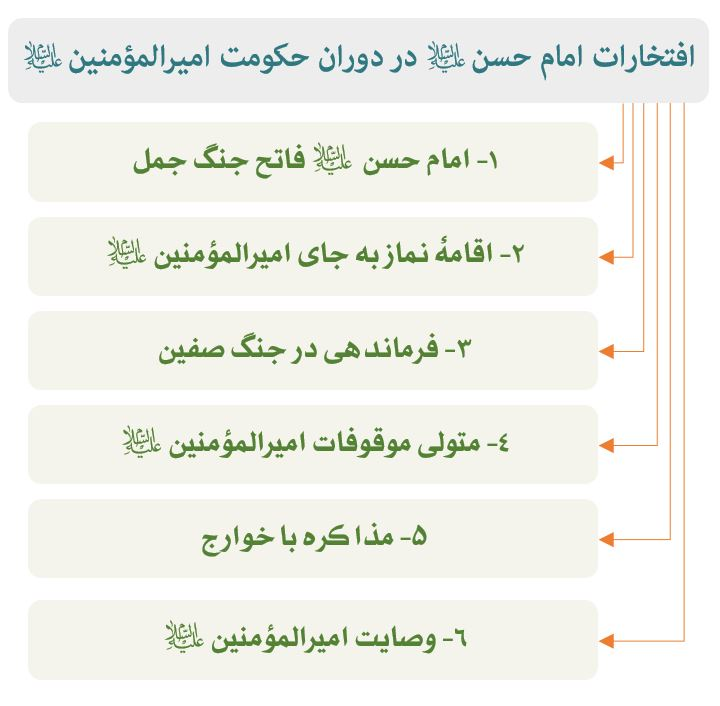 افتخارات امام حسن علیه‌السلام در دوران حکومت امیرالمؤمنین علیه‌السلام
۱- امام حسن علیه‌السلام فاتح جنگ جمل
۲- اقامهٔ نماز به جای امیرالمؤمنین علیه‌السلام
۳- فرماندهی در جنگ صفین
۴- متولی موقوفات امیرالمؤمنین علیه‌السلام
۵- مذاکره با خوارج
۶- وصایت امیرالمؤمنین علیه‌السلام